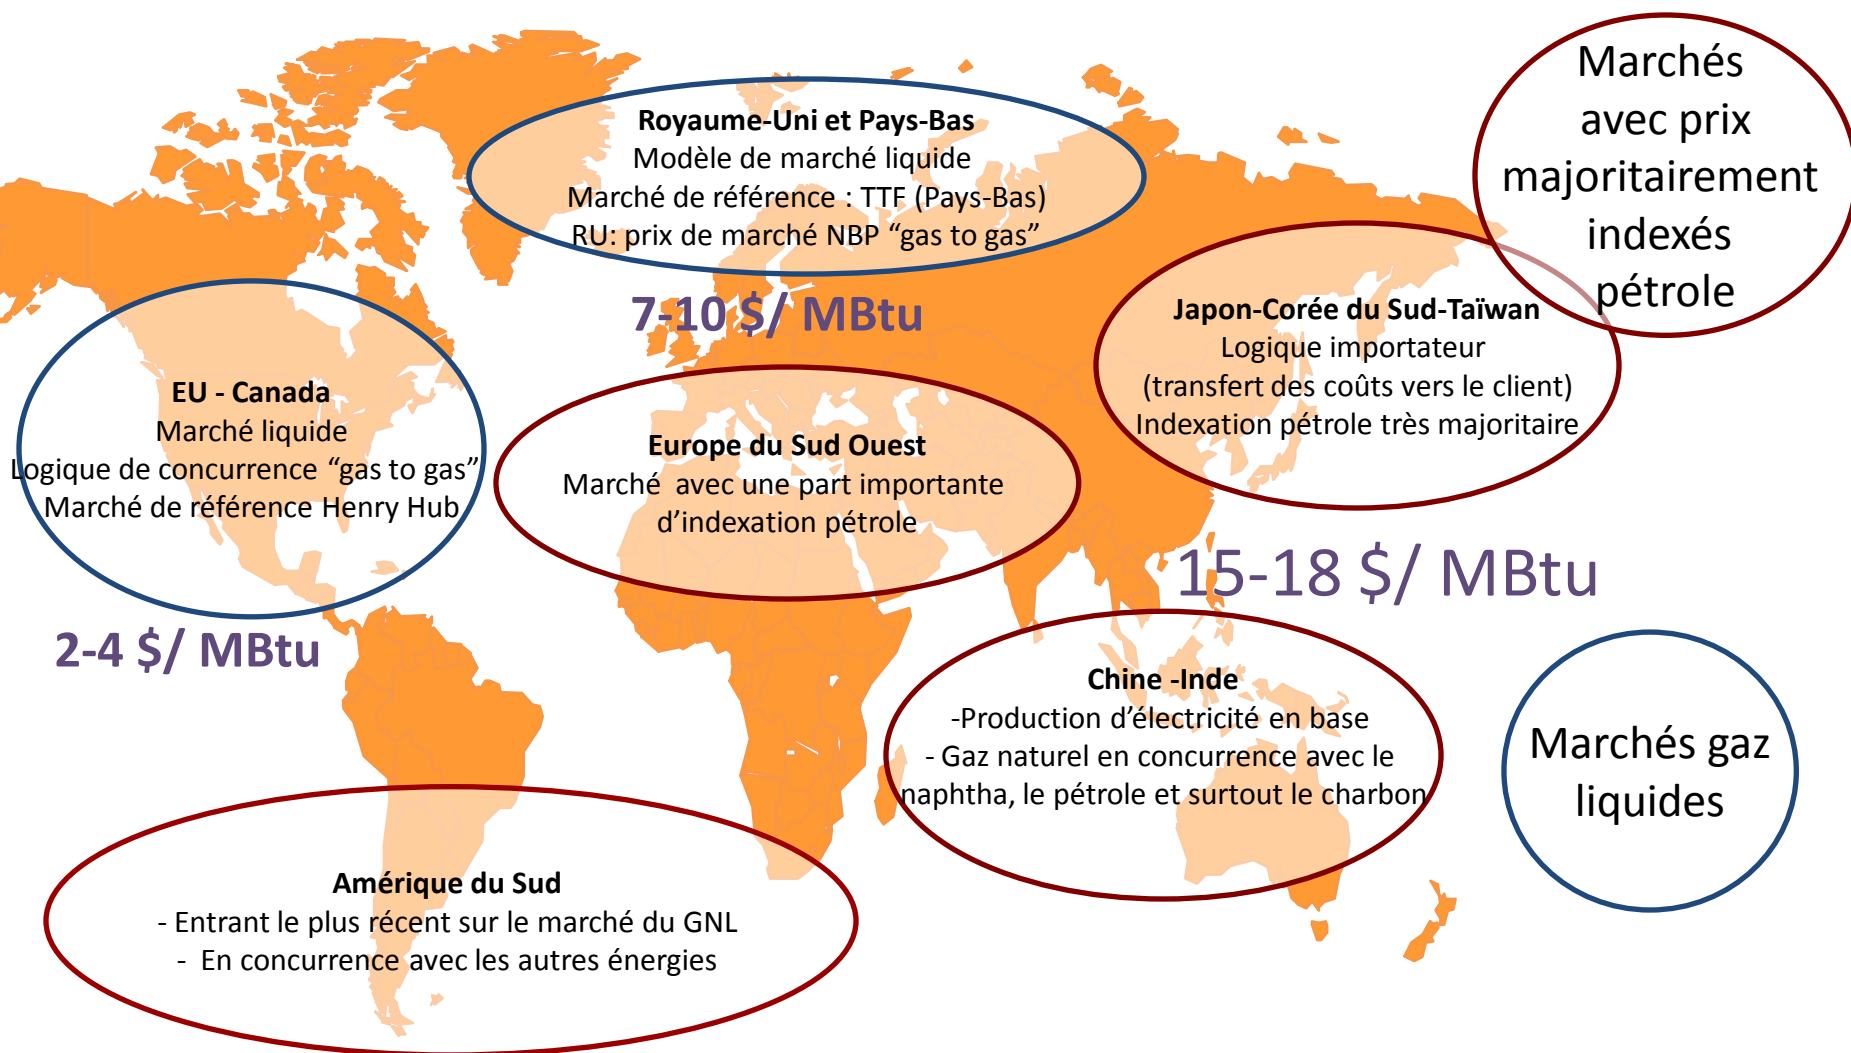 Marchés
avec prix
majoritairement
indexés
pétrole
Royaume-Uni et Pays-Bas
Modèle de marché liquide
Marché de référence : TTF (Pays-Bas)
RU: prix de marché NBP “gas to gas”
7-10 $/ MBtu
Japon-Corée du Sud-Taïwan
Logique importateur
(transfert des coûts vers le client)
Indexation pétrole très majoritaire
EU - Canada
Marché liquide
Logique de concurrence “gas to gas”
Marché de référence Henry Hub
2-4 $/ MBtu
Europe du Sud Ouest
Marché avec une part importante
d’indexation pétrole
15-18 $/ MBtu
Chine -Inde
-Production d’électricité en base
- Gaz naturel en concurrence avec le
naphtha, le pétrole et surtout le charbon
Marchés gaz
liquides
Amérique du Sud
- Entrant le plus récent sur le marché du GNL
- En concurrence avec les autres énergies